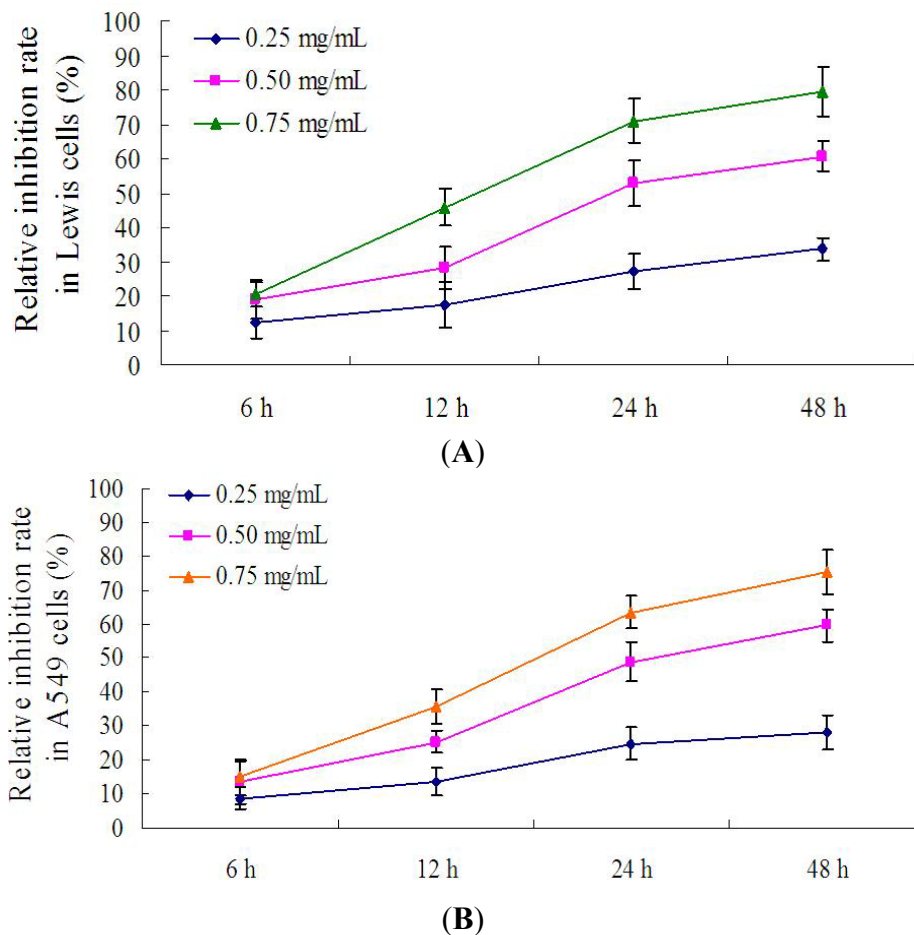 Relative inhibition rate
in Lewis cells (%)
100
90
80
70
60
50
40
30
20
10
0
0.25 mg/mL
0.50 mg/mL
0.75 mg/mL
6 h
12 h
24 h
48 h
(A)
Relative inhibition rate
in A549 cells (%)
100
90
80
70
60
50
40
30
20
10
0
0.25 mg/mL
0.50 mg/mL
0.75 mg/mL
6 h
12 h
24 h
48 h
(B)